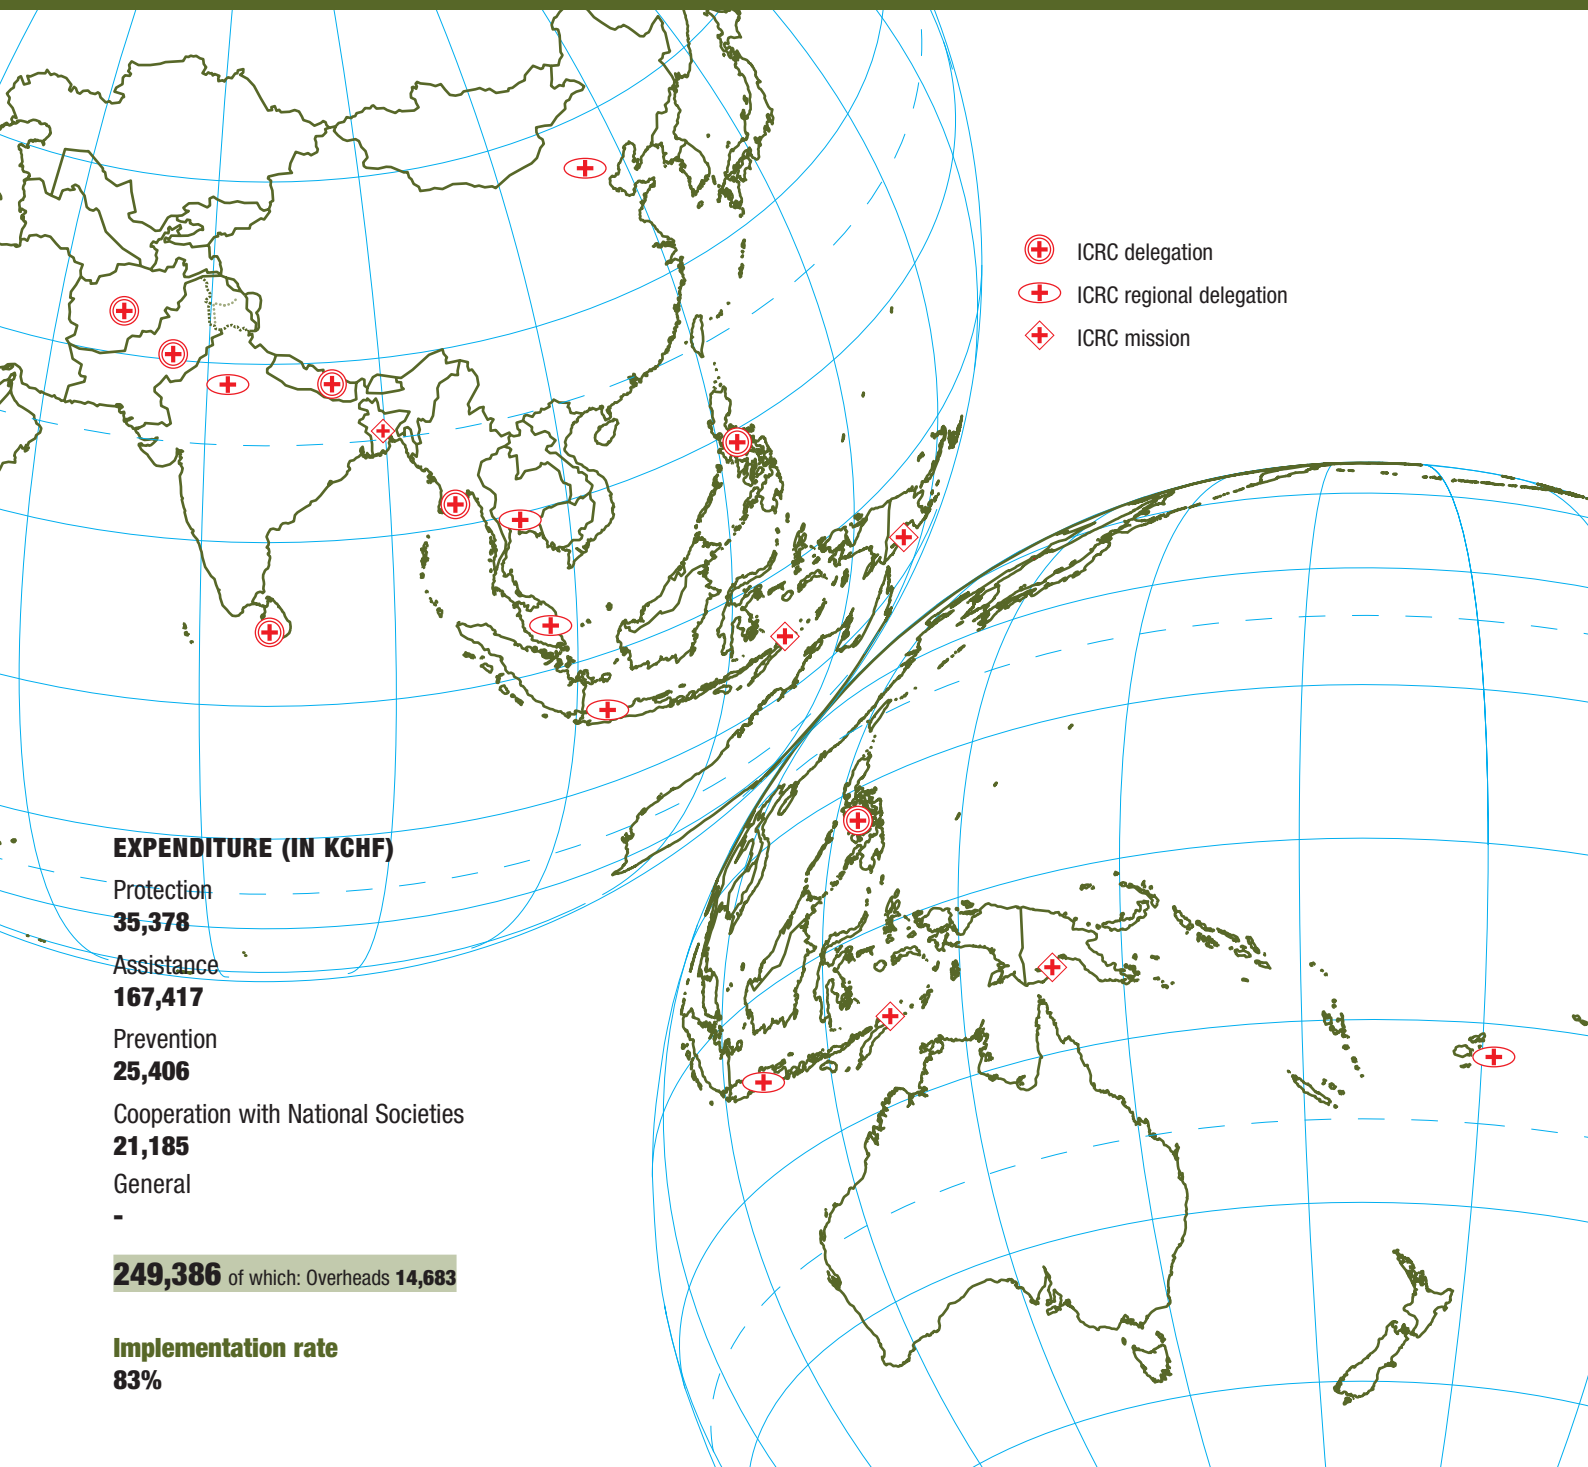 ICRC delegation
ICRC regional delegation
ICRC mission
EXPENDITURE (IN KCHF)
Protection
35,378
Assistance
167,417
Prevention
25,406
Cooperation with National Societies
21,185
General
-
249,386 of which: Overheads 14,683
Implementation rate
83%